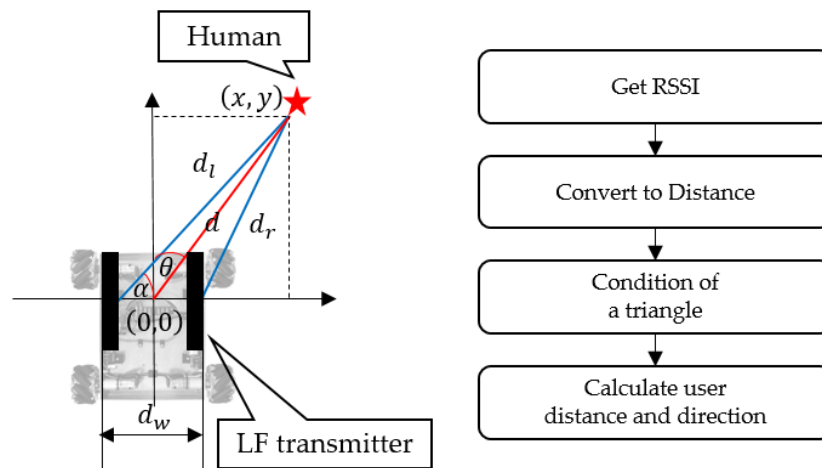 Human
(x, y)
d_l
d
d_r
θ
α
(0,0)
d_w
LF transmitter
Get RSSI
Convert to Distance
Condition of
a triangle
Calculate user
distance and direction